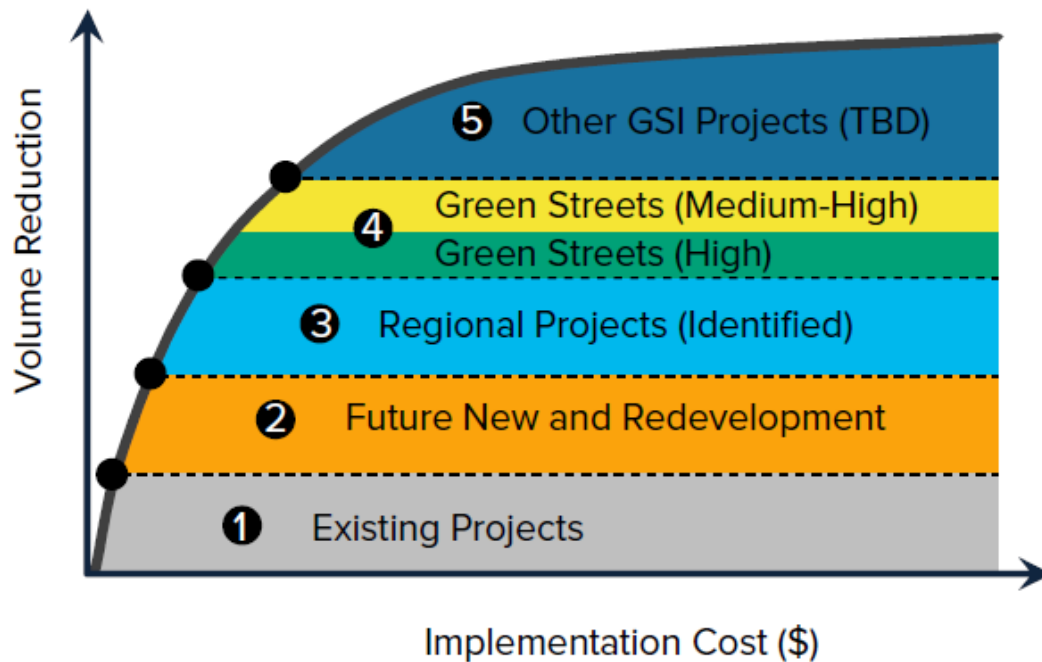 Volume Reduction
5 Other GSI Projects (TBD)
Green Streets (Medium-High)
4
Green Streets (High)
3 Regional Projects (Identified)
2 Future New and Redevelopment
1 Existing Projects
Implementation Cost ($)